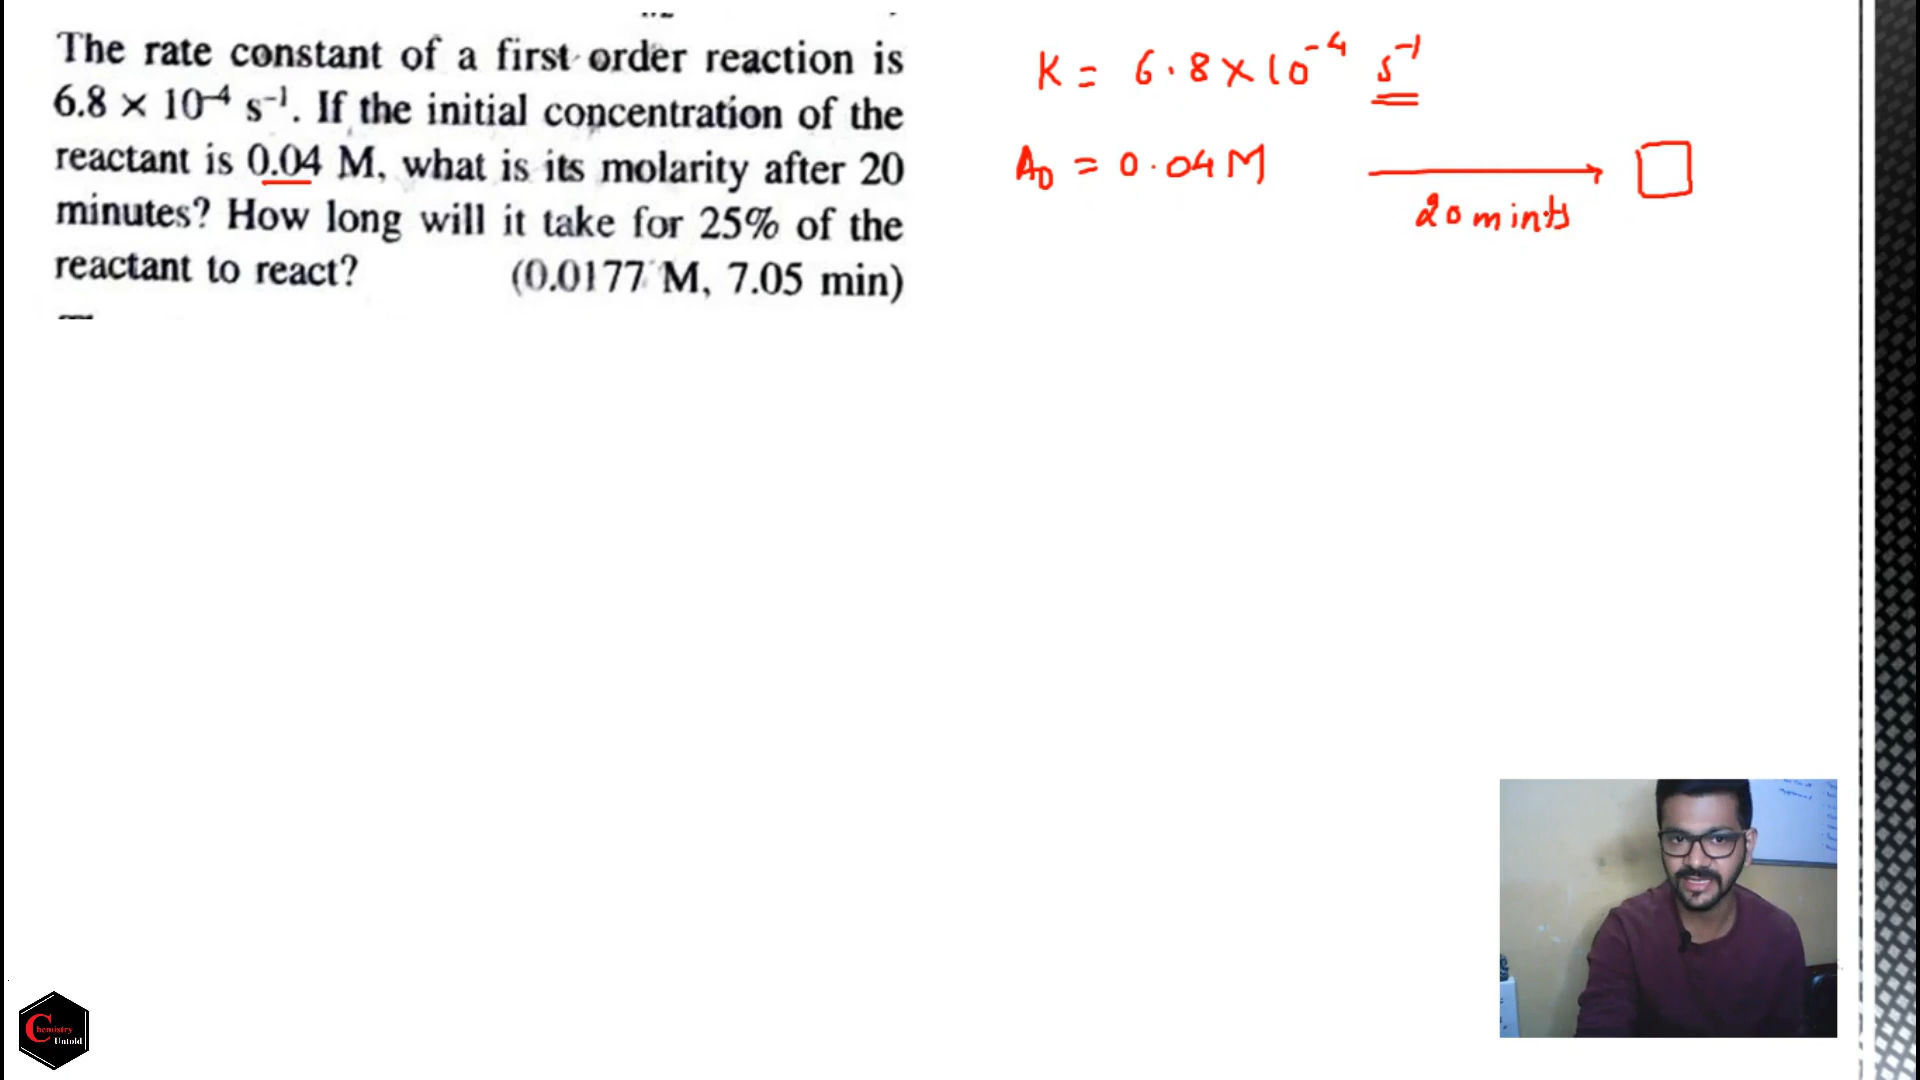 The rate constant of a first order reaction is
6.8 × 10⁻⁴ s⁻¹. If the initial concentration of the
reactant is 0.04 M, what is its molarity after 20
minutes? How long will it take for 25% of the
reactant to react? (0.0177 M, 7.05 min)
K = 6.8 × 10⁻⁴ s⁻¹
A₀ = 0.04 M
20 mints
Chemistry
Untold